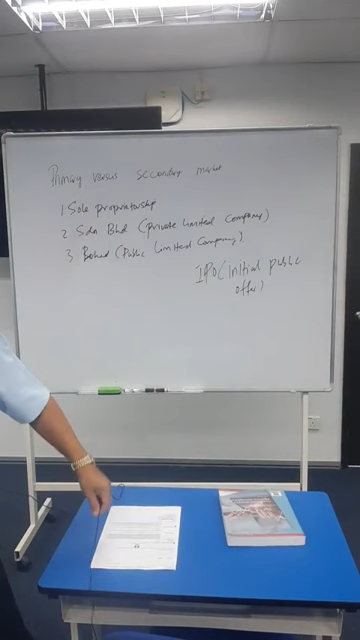 Primary versus secondary market
1 Sole proprietorship
2 Sdn Bhd (private limited company)
3 Berhad (Public Limited Company)
IPO (initial public
offer)